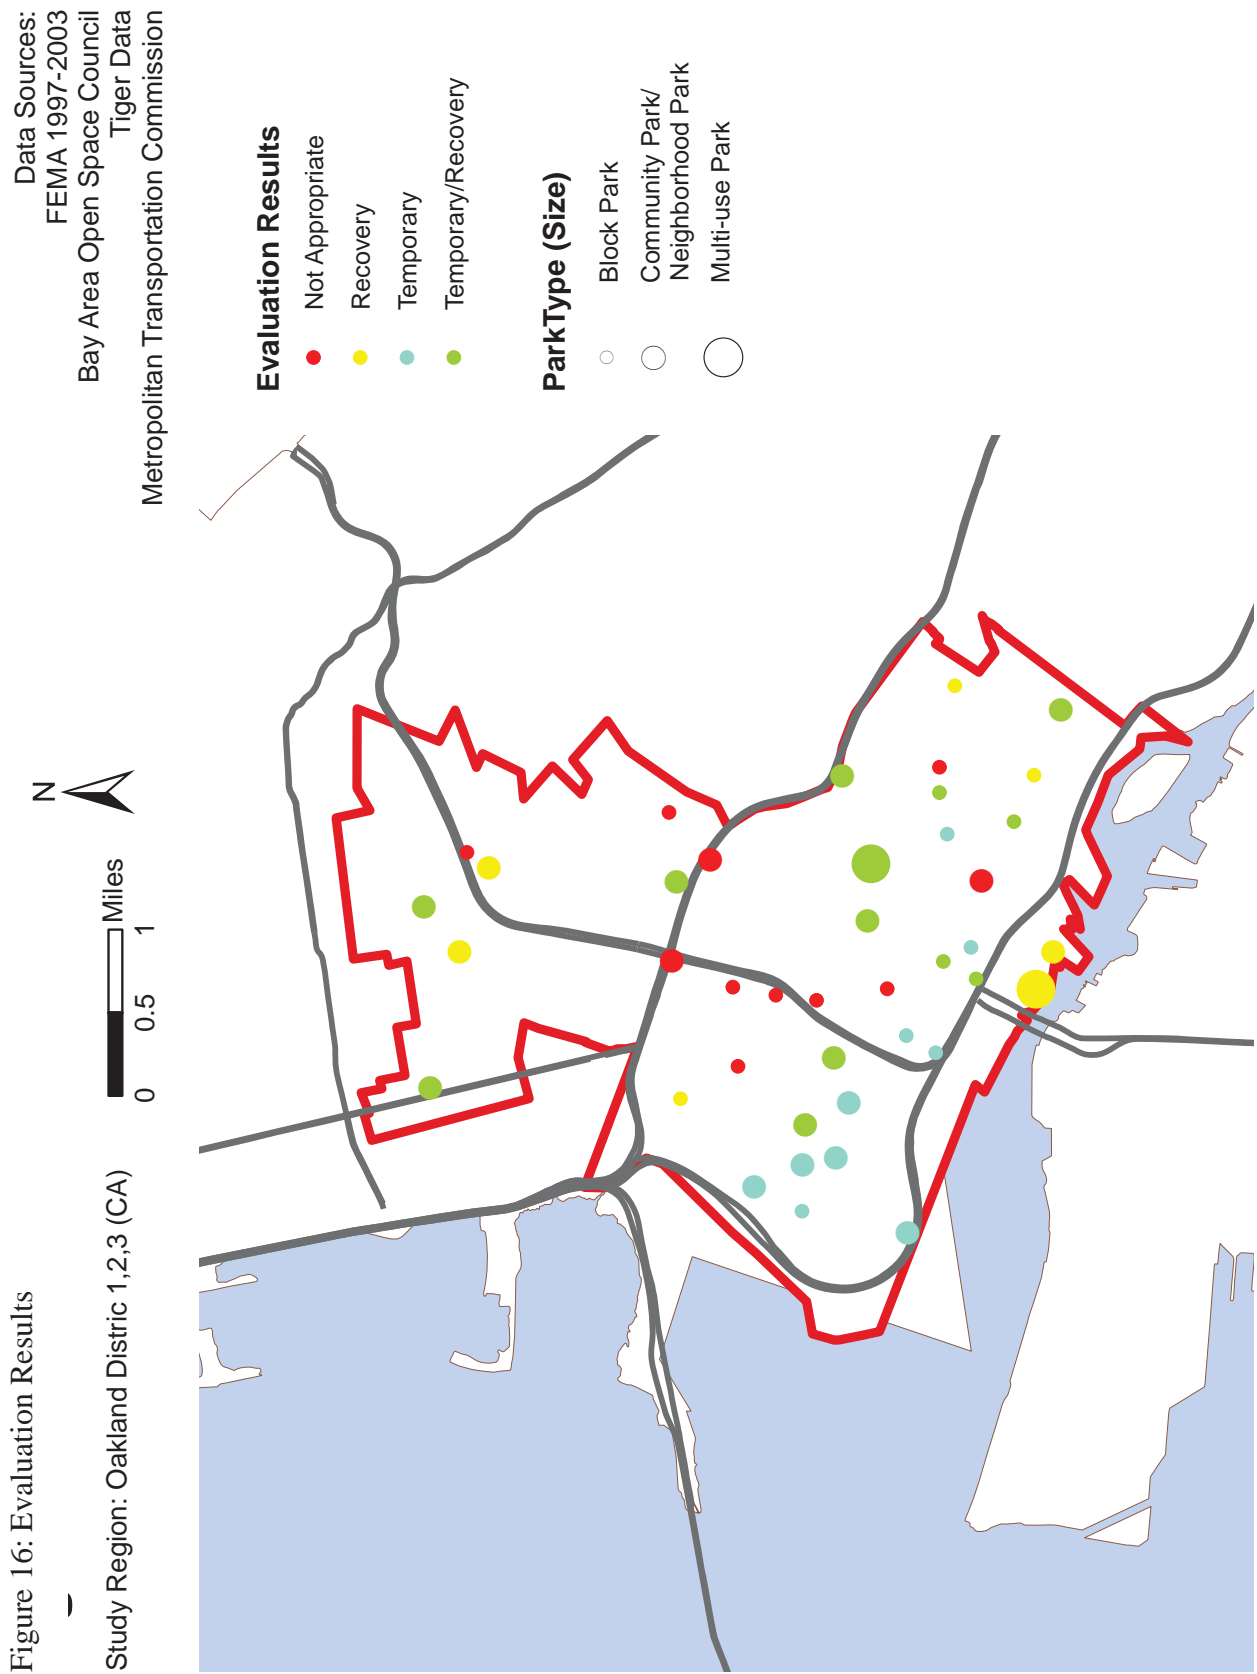 Figure 16: Evaluation Results
Study Region: Oakland Distric 1,2,3 (CA)
0 0.5 1
Miles
N
Data Sources:
FEMA 1997-2003
Bay Area Open Space Council
Tiger Data
Metropolitan Transportation Commission
Evaluation Results
Not Appropriate
Recovery
Temporary
Temporary/Recovery
ParkType (Size)
Block Park
Community Park/
Neighborhood Park
Multi-use Park